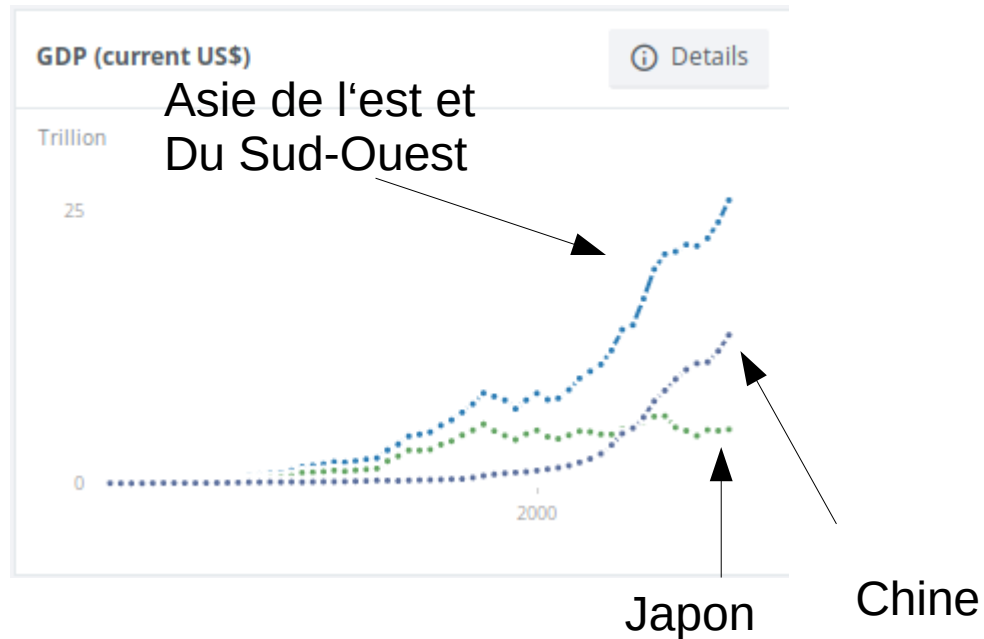 GDP (current US$)
Details
Asie de l‘est et
Du Sud-Ouest
Trillion
25
0
2000
Japon
Chine